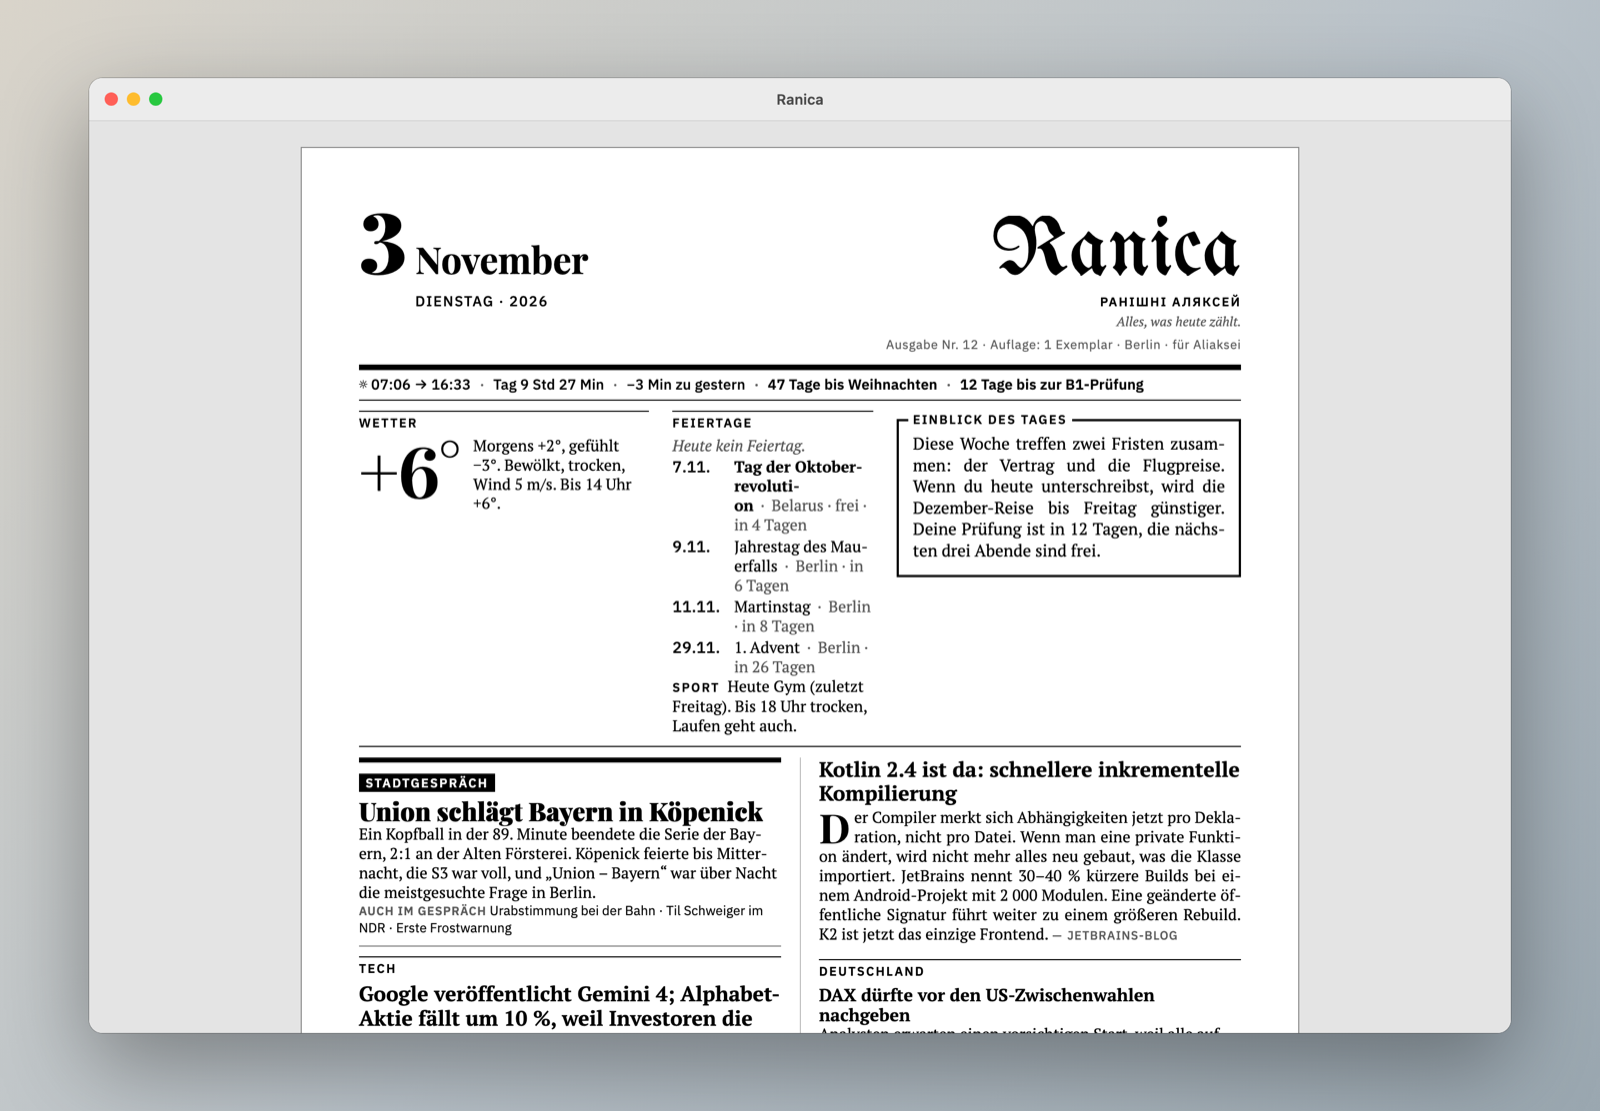 Ranica
3 November
DIENSTAG · 2026
Ranica
РАНІШНІ АЛЯКСЕЙ
Alles, was heute zählt.
Ausgabe Nr. 12 · Auflage: 1 Exemplar · Berlin · für Aliaksei
☼ 07:06 → 16:33 · Tag 9 Std 27 Min · −3 Min zu gestern · 47 Tage bis Weihnachten · 12 Tage bis zur B1-Prüfung
WETTER
+6°
Morgens +2°, gefühlt
−3°. Bewölkt, trocken,
Wind 5 m/s. Bis 14 Uhr
+6°.
FEIERTAGE
Heute kein Feiertag.
7.11. Tag der Oktober-
revoluti-
on · Belarus · frei ·
in 4 Tagen
9.11. Jahrestag des Mau-
erfalls · Berlin · in
6 Tagen
11.11. Martinstag · Berlin
· in 8 Tagen
29.11. 1. Advent · Berlin ·
in 26 Tagen
SPORT Heute Gym (zuletzt
Freitag). Bis 18 Uhr trocken,
Laufen geht auch.
EINBLICK DES TAGES
Diese Woche treffen zwei Fristen zusam-
men: der Vertrag und die Flugpreise.
Wenn du heute unterschreibst, wird die
Dezember-Reise bis Freitag günstiger.
Deine Prüfung ist in 12 Tagen, die nächs-
ten drei Abende sind frei.
STADTGESPRÄCH
Union schlägt Bayern in Köpenick
Ein Kopfball in der 89. Minute beendete die Serie der Bay-
ern, 2:1 an der Alten Försterei. Köpenick feierte bis Mitter-
nacht, die S3 war voll, und „Union – Bayern“ war über Nacht
die meistgesuchte Frage in Berlin.
AUCH IM GESPRÄCH Urabstimmung bei der Bahn · Til Schweiger im
NDR · Erste Frostwarnung
TECH
Google veröffentlicht Gemini 4; Alphabet-
Aktie fällt um 10 %, weil Investoren die
Kotlin 2.4 ist da: schnellere inkrementelle
Kompilierung
Der Compiler merkt sich Abhängigkeiten jetzt pro Dekla-
ration, nicht pro Datei. Wenn man eine private Funkti-
on ändert, wird nicht mehr alles neu gebaut, was die Klasse
importiert. JetBrains nennt 30–40 % kürzere Builds bei ei-
nem Android-Projekt mit 2 000 Modulen. Eine geänderte öf-
fentliche Signatur führt weiter zu einem größeren Rebuild.
K2 ist jetzt das einzige Frontend. — JETBRAINS-BLOG
DEUTSCHLAND
DAX dürfte vor den US-Zwischenwahlen
nachgeben
Analysten erwarten einen vorsichtigen Start, weil alle auf